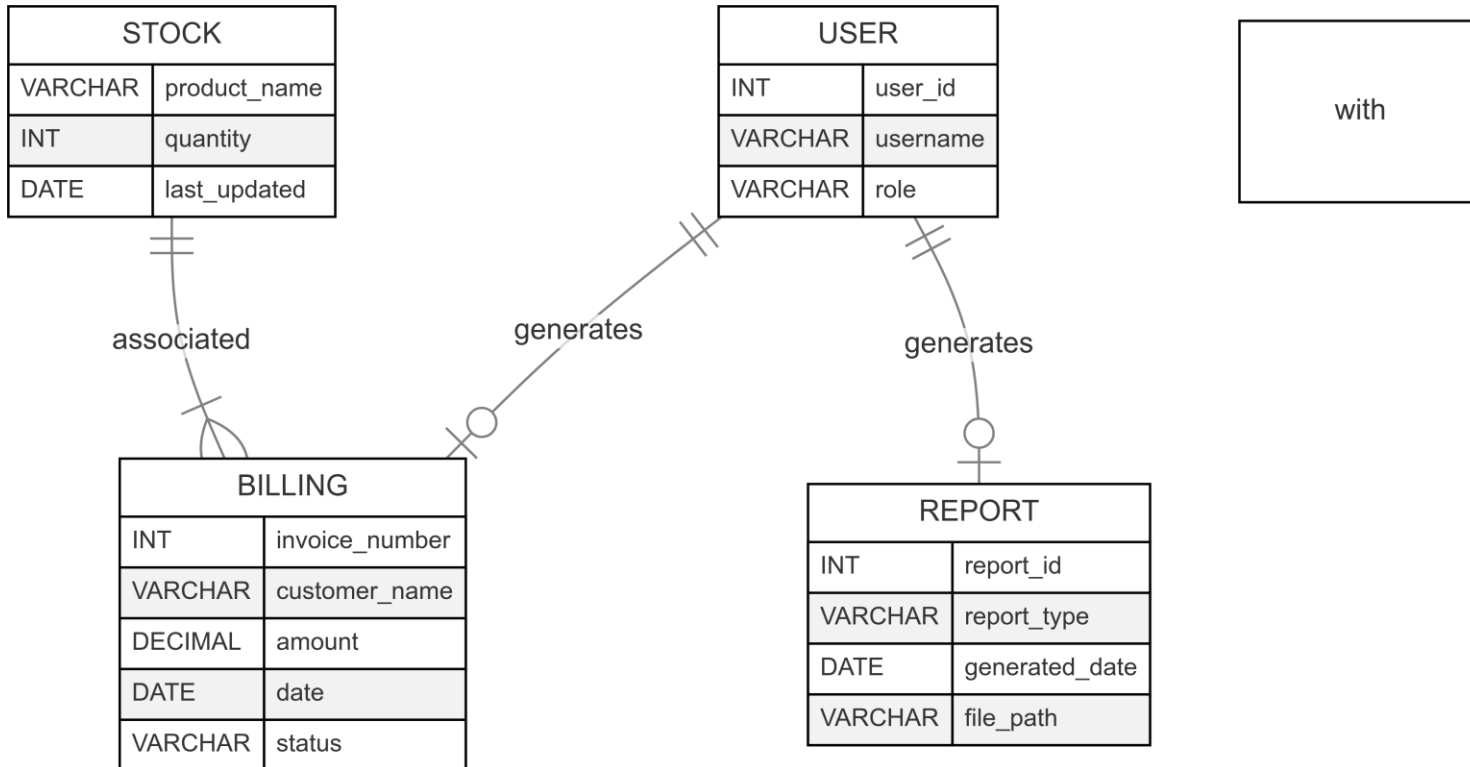 STOCK
VARCHAR product_name
INT quantity
DATE last_updated
USER
INT user_id
VARCHAR username
VARCHAR role
with
associated
generates
generates
BILLING
INT invoice_number
VARCHAR customer_name
DECIMAL amount
DATE date
VARCHAR status
REPORT
INT report_id
VARCHAR report_type
DATE generated_date
VARCHAR file_path